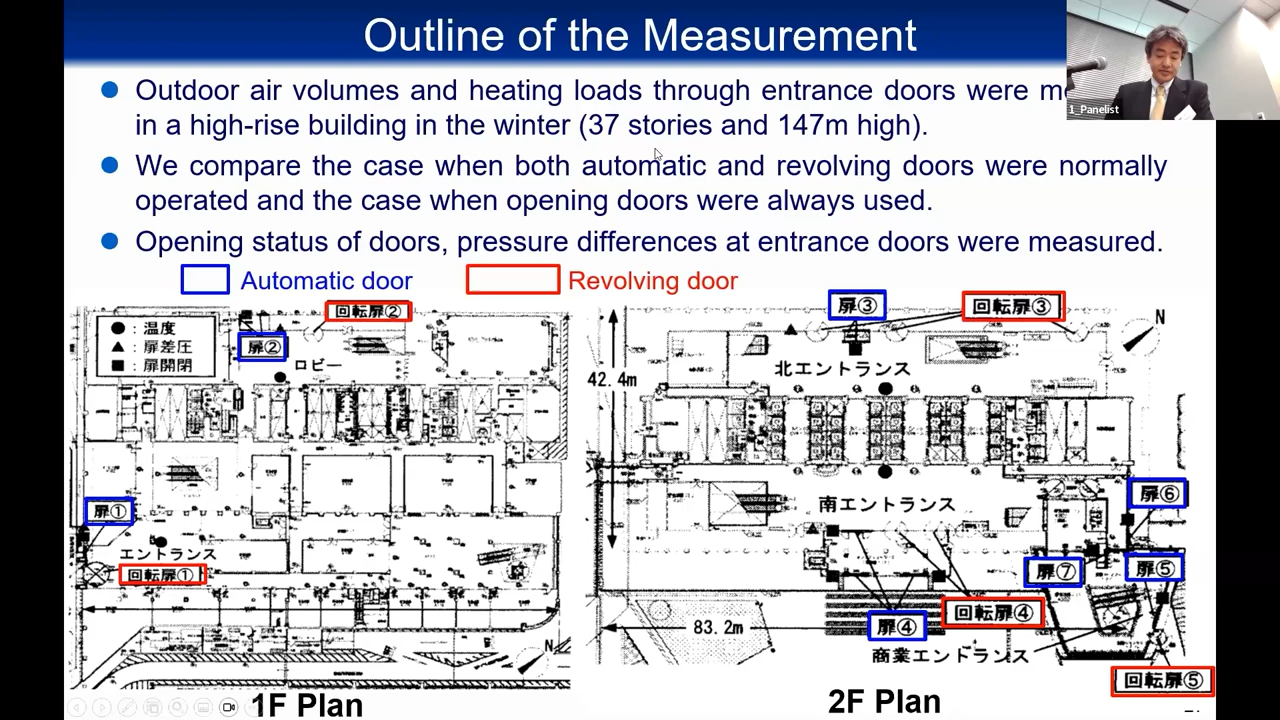 Outline of the Measurement
1_Panelist
Outdoor air volumes and heating loads through entrance doors were
in a high-rise building in the winter (37 stories and 147m high).
We compare the case when both automatic and revolving doors were normally
operated and the case when opening doors were always used.
Opening status of doors, pressure differences at entrance doors were measured.
Automatic door
Revolving door
●：温度
▲：扉差圧
■：扉開閉
回転扉②
扉②
ロビー
扉①
エントランス
回転扉①
N
1F Plan
扉③
回転扉③
N
42.4m
北エントランス
南エントランス
扉⑥
扉⑦
扉⑤
扉④
回転扉④
83.2m
商業エントランス
回転扉⑤
2F Plan